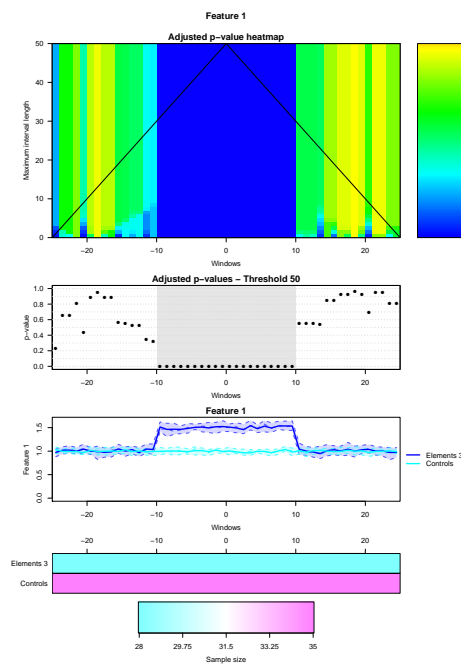 Feature 1
Adjusted p−value heatmap
Maximum interval length
50
40
30
20
10
0
−20 −10 0 10 20
Windows
Adjusted p−values − Threshold 50
p−value
1.0
0.8
0.6
0.4
0.2
0.0
−20 −10 0 10 20
Windows
Feature 1
Feature 1
1.5
1.0
0.5
0.0
Elements 3
Controls
−20 −10 0 10 20
Windows
−20 −10 0 10 20
Elements 3
Controls
28 29.75 31.5 33.25 35
Sample size